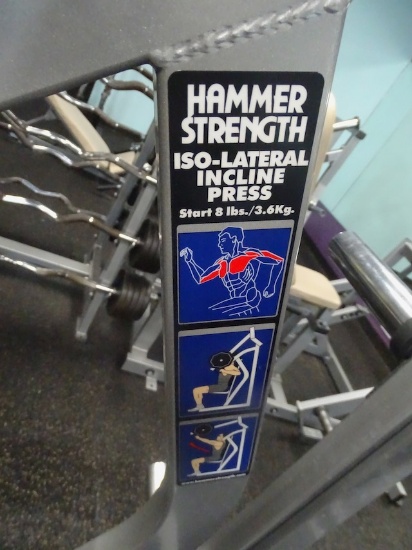 HAMMER
STRENGTH
ISO-LATERAL
INCLINE
PRESS
Start 8 lbs./3.6Kg.